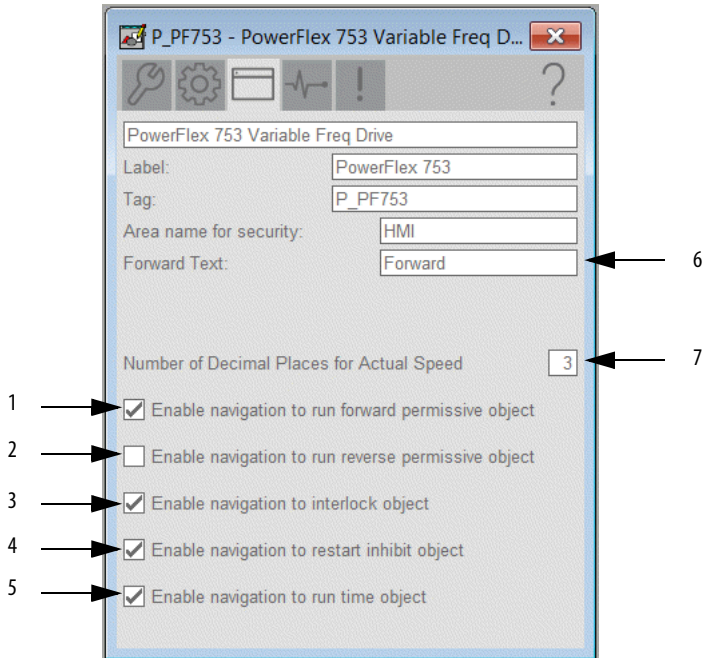 P_PF753 - PowerFlex 753 Variable Freq D...
?
PowerFlex 753 Variable Freq Drive
Label: PowerFlex 753
Tag: P_PF753
Area name for security: HMI
Forward Text: Forward 6
Number of Decimal Places for Actual Speed 3 7
1 Enable navigation to run forward permissive object
2 Enable navigation to run reverse permissive object
3 Enable navigation to interlock object
4 Enable navigation to restart inhibit object
5 Enable navigation to run time object